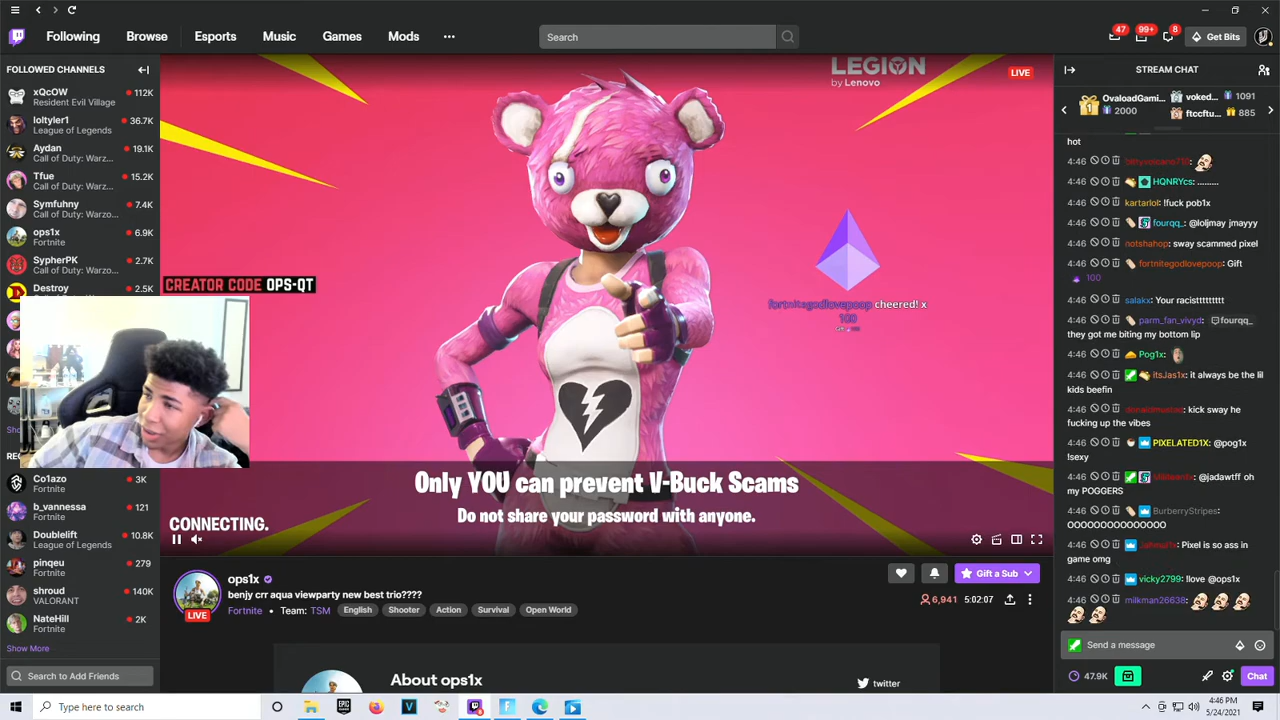 Following
Browse
Esports
Music
Games
Mods
Search
47
99+
8
Get Bits
FOLLOWED CHANNELS
xQcOW
112K
Resident Evil Village
loltyler1
36.7K
League of Legends
Aydan
19.1K
Call of Duty: Warz...
Tfue
15.2K
Call of Duty: Warz...
Symfuhny
7.4K
Call of Duty: Warzo...
ops1x
6.9K
Fortnite
SypherPK
2.7K
Call of Duty: Warzo...
Destroy
2.5K
Co1azo
3K
Fortnite
b_vannessa
121
Fortnite
Doublelift
10.8K
League of Legends
pinqeu
279
Fortnite
shroud
140K
VALORANT
NateHill
2K
Fortnite
Show More
Search to Add Friends
LEGION
by Lenovo
LIVE
CREATOR CODE OPS-QT
fortnitegodlovepoop cheered! x
100
Only YOU can prevent V-Buck Scams
Do not share your password with anyone.
CONNECTING.
ops1x
benjy crr aqua viewparty new best trio????
Fortnite • Team: TSM
English
Shooter
Action
Survival
Open World
LIVE
Gift a Sub
6,941
5:02:07
About ops1x
twitter
STREAM CHAT
OvaloadGami...
2000
voked...
1091
ftccftu...
885
hot
4:46
4:46 HQNRYcs: .........
kartarlol: !fuck pob1x
4:46 fourqq_: @loljmay jmayyy
notshahop: sway scammed pixel
4:46 fortnitegodlovepoop: Gift
100
salakx: Your racistttttttt
4:46 parm_fan_vivyd: fourqq_
they got me biting my bottom lip
4:46 Pog1x:
4:46 itsJas1x: it always be the lil
kids beefin
4:46 : kick sway he
fucking up the vibes
4:46 PIXELATED1X: @pog1x
!sexy
4:46 : @jadawtff oh
my POGGERS
4:46 BurberryStripes:
OOOOOOOOOOOOOOO
4:46 : Pixel is so ass in
game omg
4:46 vicky2799: !love @ops1x
4:46 milkman26638:
Send a message
47.9K
Chat
Type here to search
4:46 PM
5/24/2021